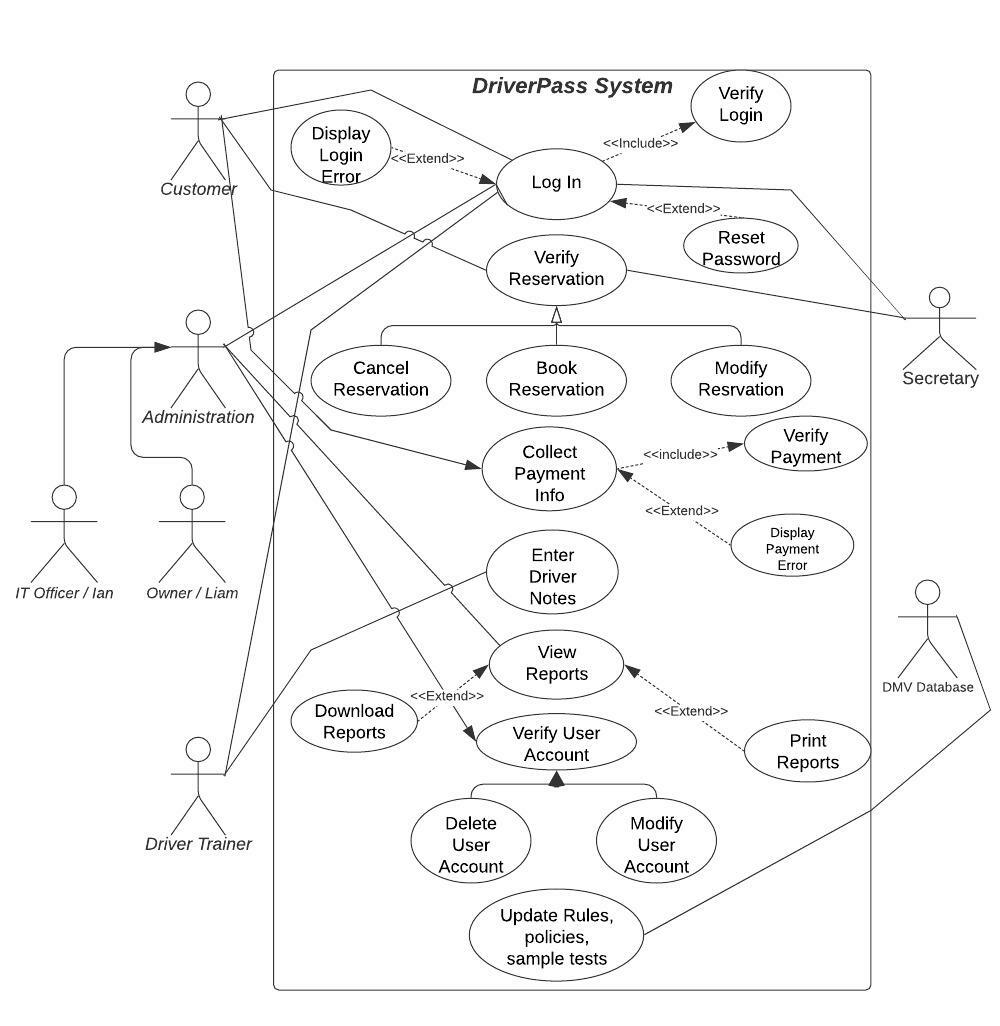 DriverPass System
Verify
Login
Display
Login
Error
<<Extend>>
<<Include>>
Log In
Customer
<<Extend>>
Reset
Password
Verify
Reservation
Cancel
Reservation
Book
Reservation
Modify
Resrvation
Secretary
Administration
Collect
Payment
Info
<<include>>
Verify
Payment
<<Extend>>
Display
Payment
Error
IT Officer / Ian
Owner / Liam
Enter
Driver
Notes
View
Reports
DMV Database
<<Extend>>
<<Extend>>
Download
Reports
Verify User
Account
Print
Reports
Driver Trainer
Delete
User
Account
Modify
User
Account
Update Rules,
policies,
sample tests